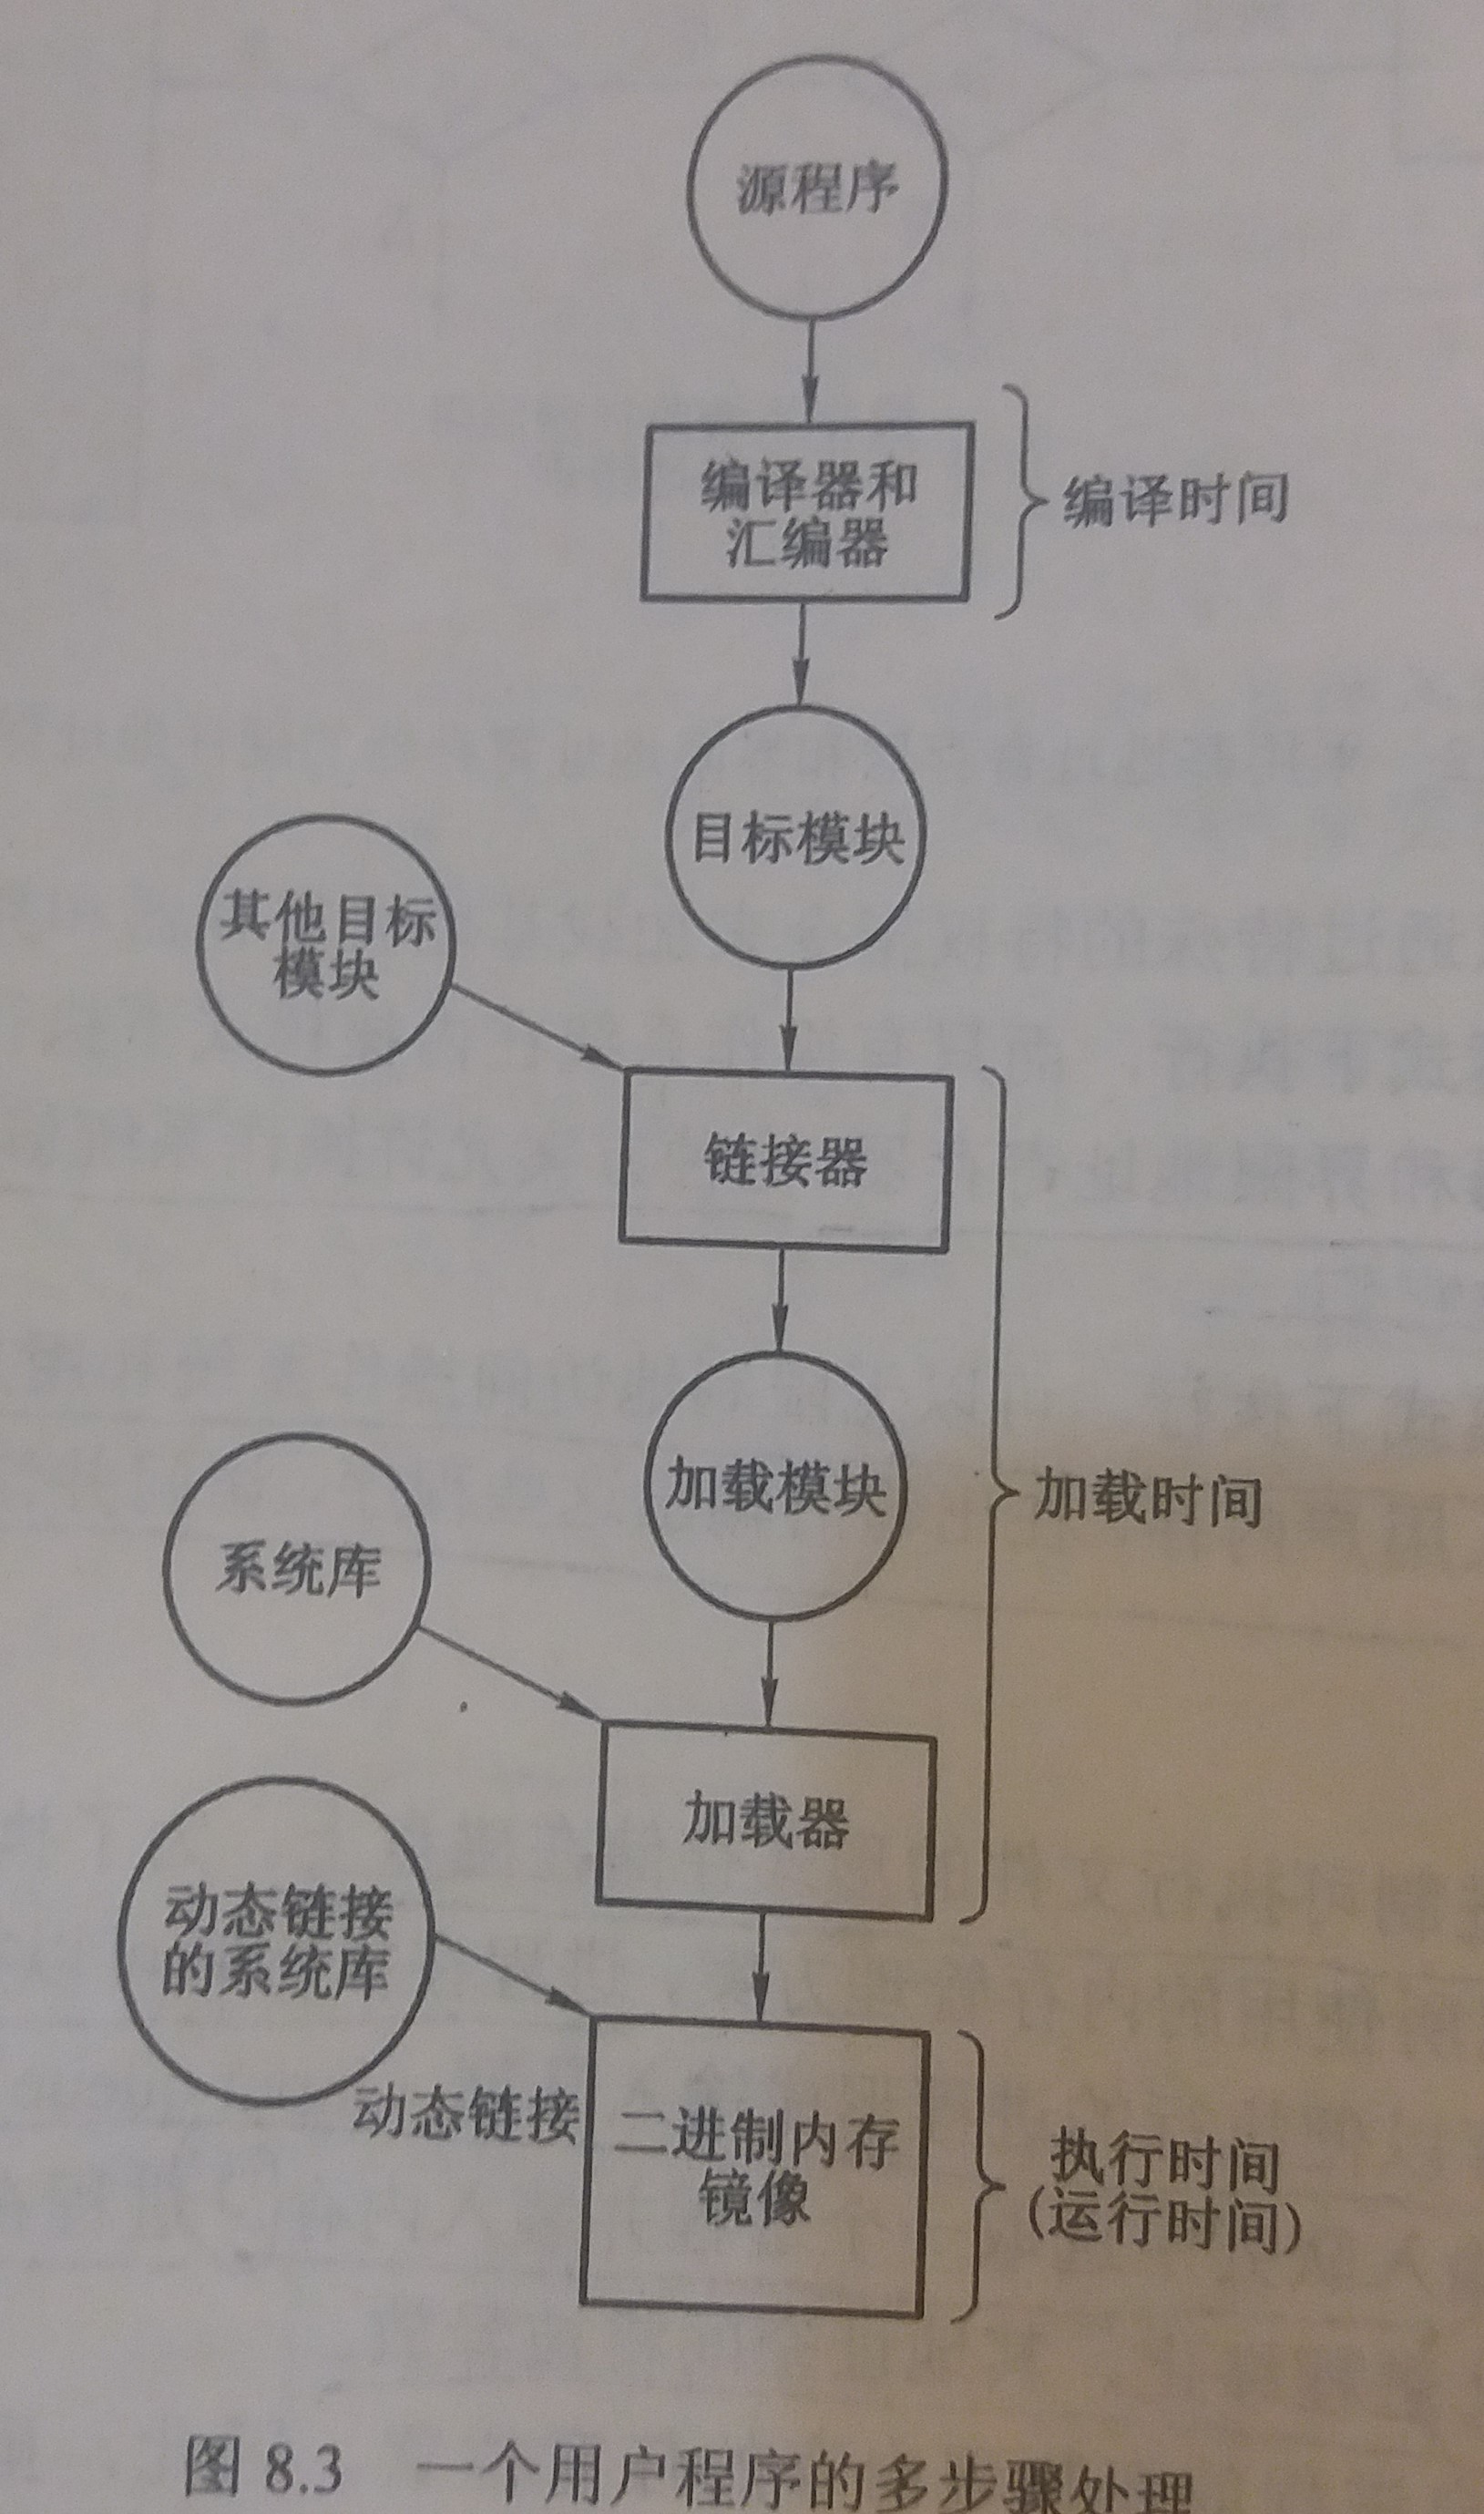 源程序
编译器和
汇编器
编译时间
目标模块
其他目标
模块
链接器
加载模块
加载时间
系统库
加载器
动态链接
的系统库
动态链接
二进制内存
镜像
执行时间
(运行时间)
图 8.3 一个用户程序的多步骤处理